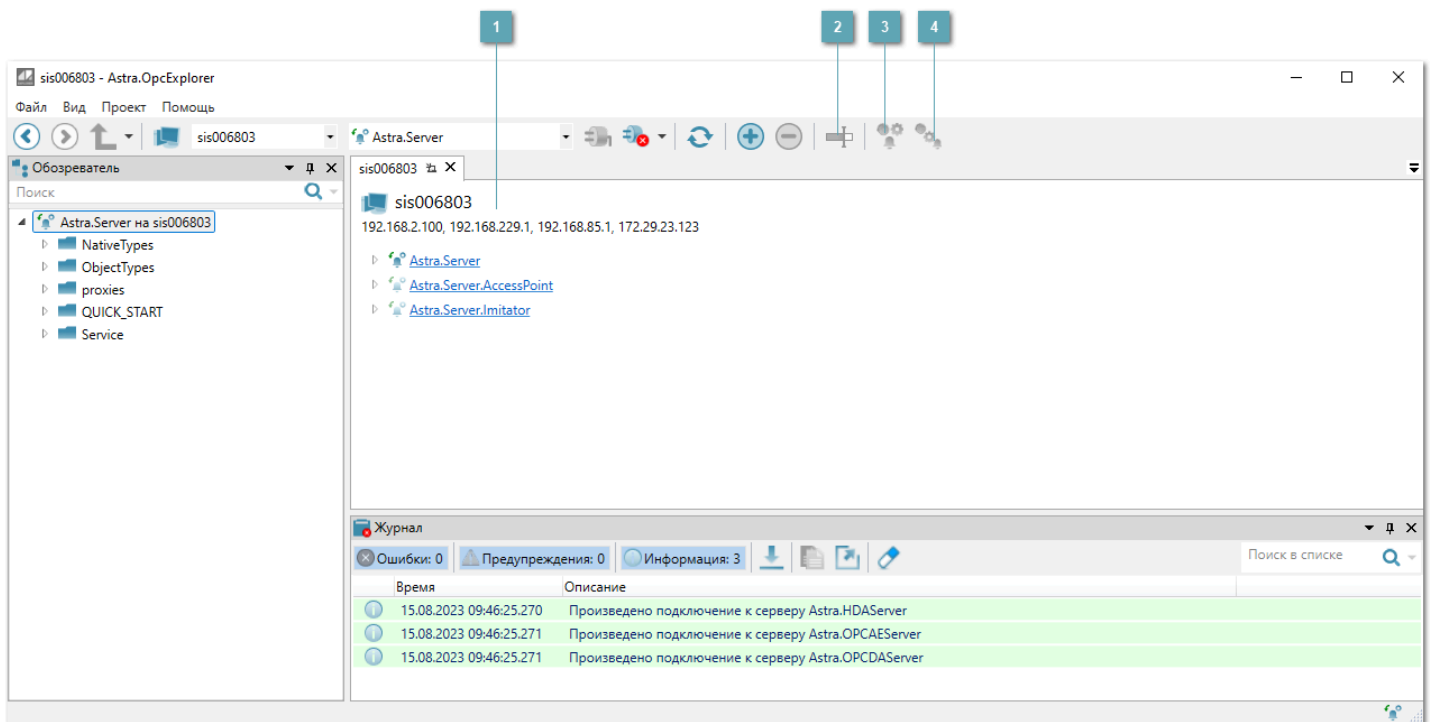 1 2 3 4
sis006803 - Astra.OpcExplorer
Файл Вид Проект Помощь
sis006803 Astra.Server
Обозреватель
Поиск
Astra.Server на sis006803
NativeTypes
ObjectTypes
proxies
QUICK_START
Service
sis006803
sis006803
192.168.2.100, 192.168.229.1, 192.168.85.1, 172.29.23.123
Astra.Server
Astra.Server.AccessPoint
Astra.Server.Imitator
Журнал
Ошибки: 0 Предупреждения: 0 Информация: 3 Поиск в списке
Время Описание
15.08.2023 09:46:25.270 Произведено подключение к серверу Astra.HDAServer
15.08.2023 09:46:25.271 Произведено подключение к серверу Astra.OPCAEServer
15.08.2023 09:46:25.271 Произведено подключение к серверу Astra.OPCDAServer